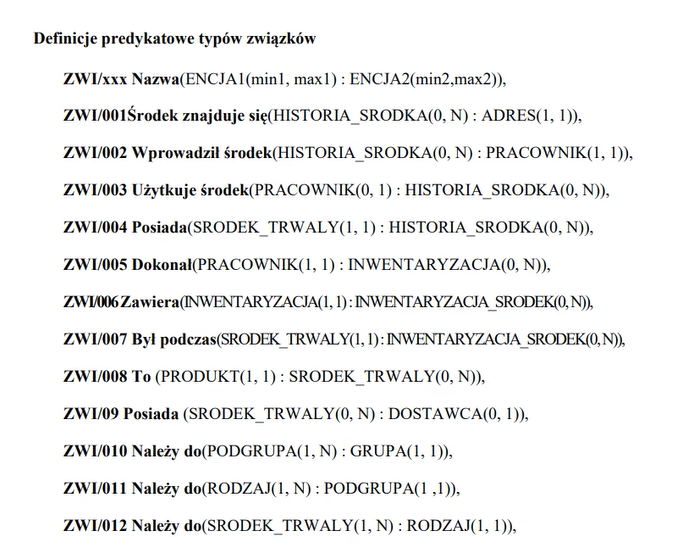 Definicje predykatowe typów związków
ZWI/xxx Nazwa(ENCJA1(min1, max1) : ENCJA2(min2,max2)),
ZWI/001Środek znajduje się(HISTORIA_SRODKA(0, N) : ADRES(1, 1)),
ZWI/002 Wprowadził środek(HISTORIA_SRODKA(0, N) : PRACOWNIK(1, 1)),
ZWI/003 Użytkuje środek(PRACOWNIK(0, 1) : HISTORIA_SRODKA(0, N)),
ZWI/004 Posiada(SRODEK_TRWALY(1, 1) : HISTORIA_SRODKA(0, N)),
ZWI/005 Dokonał(PRACOWNIK(1, 1) : INWENTARYZACJA(0, N)),
ZWI/006 Zawiera(INWENTARYZACJA(1, 1) : INWENTARYZACJA_SRODEK(0, N)),
ZWI/007 Był podczas(SRODEK_TRWALY(1, 1) : INWENTARYZACJA_SRODEK(0, N)),
ZWI/008 To (PRODUKT(1, 1) : SRODEK_TRWALY(0, N)),
ZWI/09 Posiada (SRODEK_TRWALY(0, N) : DOSTAWCA(0, 1)),
ZWI/010 Należy do(PODGRUPA(1, N) : GRUPA(1, 1)),
ZWI/011 Należy do(RODZAJ(1, N) : PODGRUPA(1 ,1)),
ZWI/012 Należy do(SRODEK_TRWALY(1, N) : RODZAJ(1, 1)),